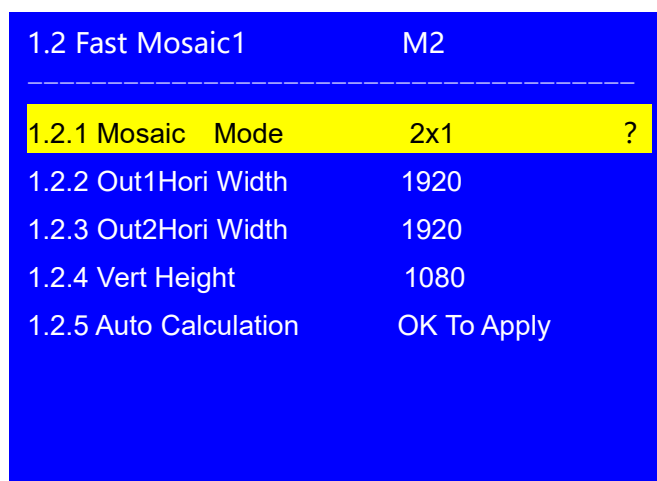 1.2 Fast Mosaic1 M2
--------------------------------------
1.2.1 Mosaic Mode 2x1 ?
1.2.2 Out1Hori Width 1920
1.2.3 Out2Hori Width 1920
1.2.4 Vert Height 1080
1.2.5 Auto Calculation OK To Apply